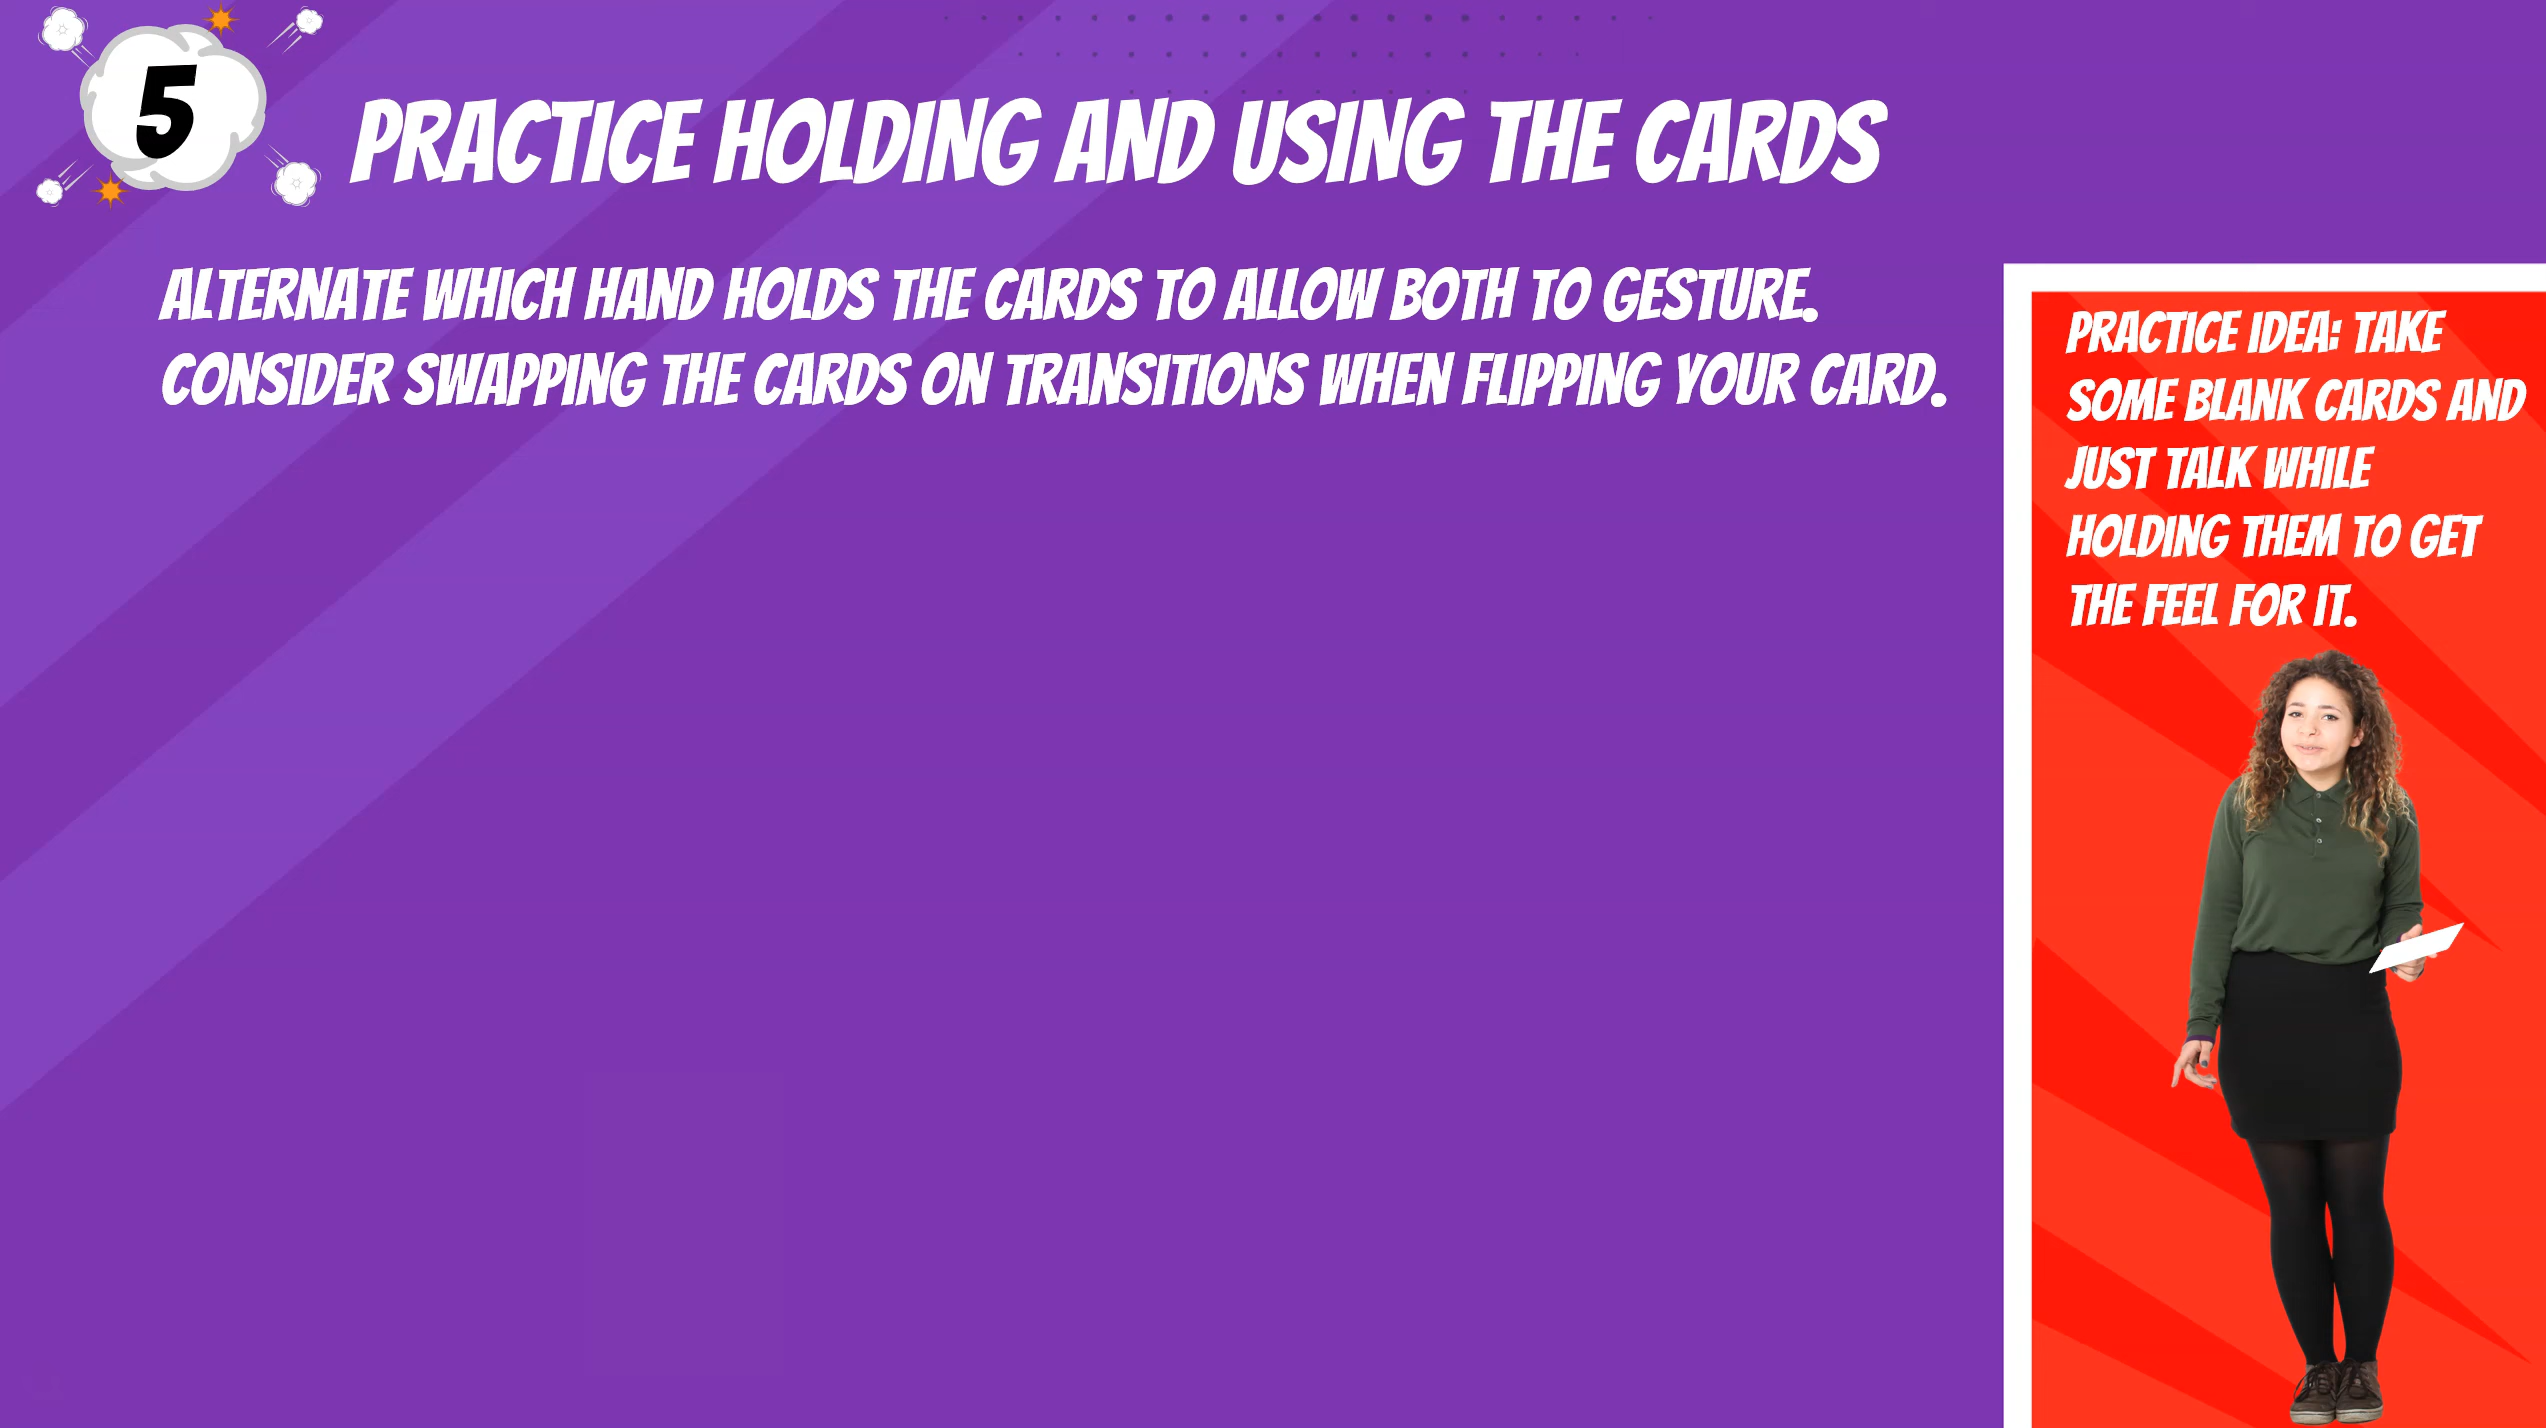 5
PRACTICE HOLDING AND USING THE CARDS
ALTERNATE WHICH HAND HOLDS THE CARDS TO ALLOW BOTH TO GESTURE.
CONSIDER SWAPPING THE CARDS ON TRANSITIONS WHEN FLIPPING YOUR CARD.
PRACTICE IDEA: TAKE
SOME BLANK CARDS AND
JUST TALK WHILE
HOLDING THEM TO GET
THE FEEL FOR IT.